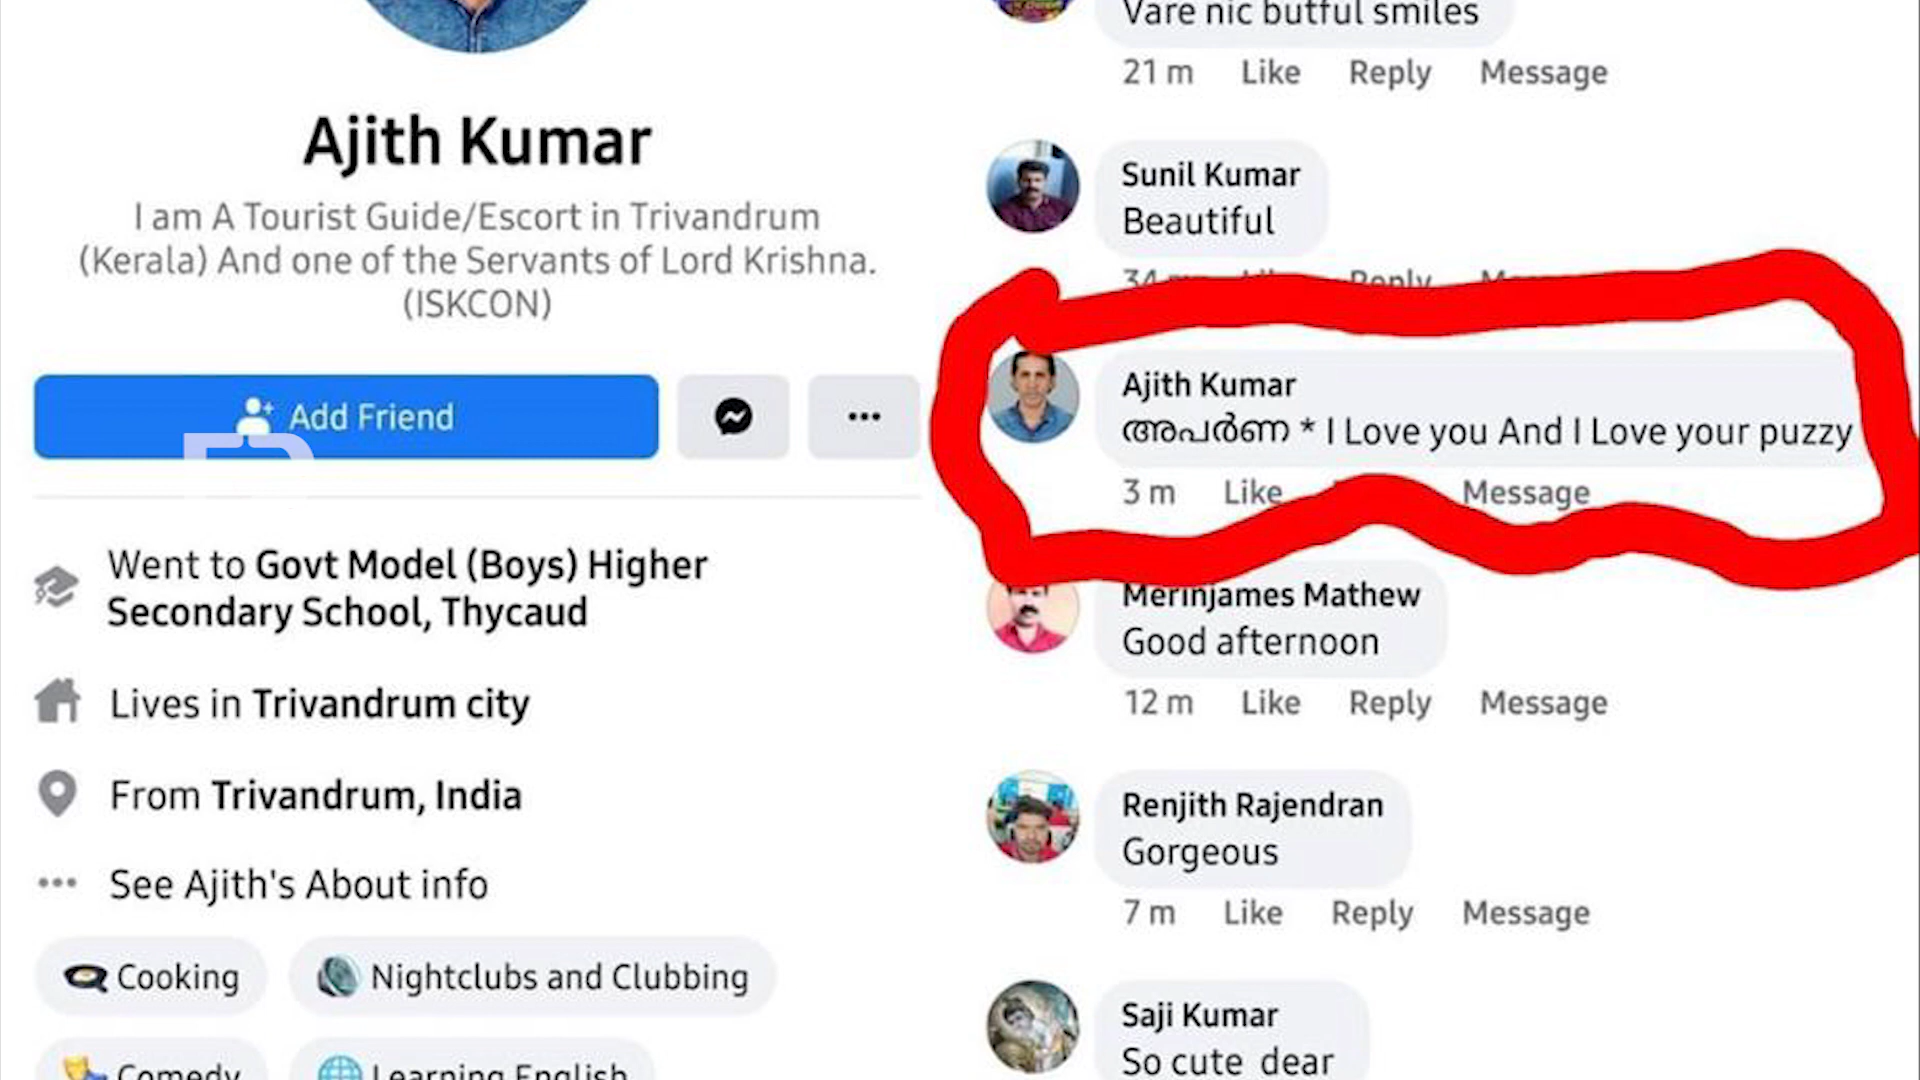 Ajith Kumar
I am A Tourist Guide/Escort in Trivandrum
(Kerala) And one of the Servants of Lord Krishna.
(ISKCON)
Add Friend
Went to Govt Model (Boys) Higher
Secondary School, Thycaud
Lives in Trivandrum city
From Trivandrum, India
See Ajith's About info
Cooking
Nightclubs and Clubbing
Comedy
Learning English
Vare nic butful smiles
21 m Like Reply Message
Sunil Kumar
Beautiful
34 Reply
Ajith Kumar
അപർണ * I Love you And I Love your puzzy
3 m Like Message
Merinjames Mathew
Good afternoon
12 m Like Reply Message
Renjith Rajendran
Gorgeous
7 m Like Reply Message
Saji Kumar
So cute dear